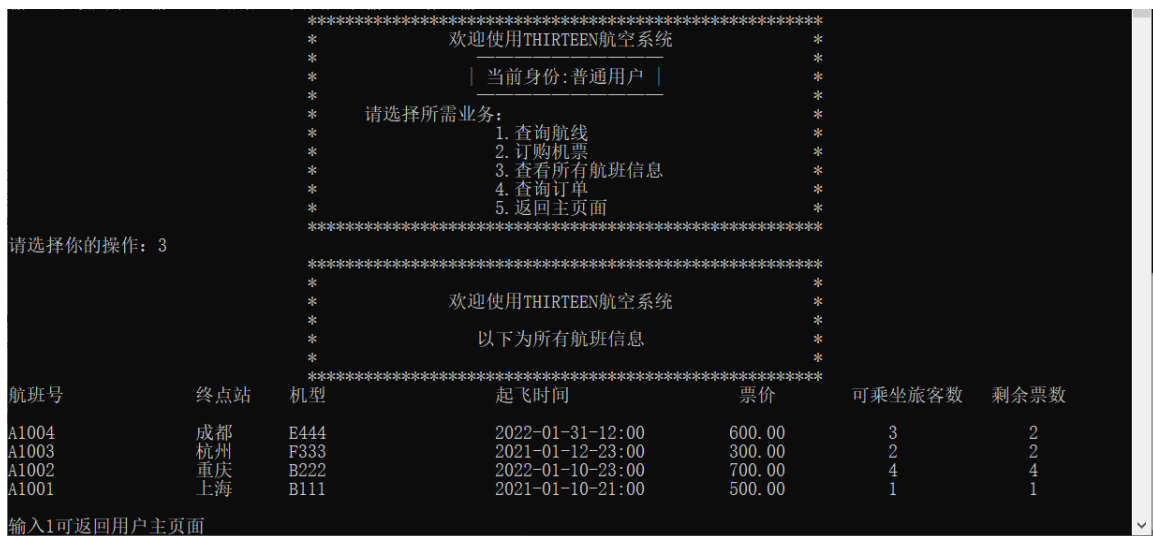 *******************************************************
* 欢迎使用THIRTEEN航空系统 *
* ―――――――――― *
* | 当前身份:普通用户 | *
* ―――――――――― *
* 请选择所需业务: *
* 1.查询航线 *
* 2.订购机票 *
* 3.查看所有航班信息 *
* 4.查询订单 *
* 5.返回主页面 *
*******************************************************
请选择你的操作：3
*******************************************************
* *
* 欢迎使用THIRTEEN航空系统 *
* *
* 以下为所有航班信息 *
* *
*******************************************************
航班号 终点站 机型 起飞时间 票价 可乘坐旅客数 剩余票数
A1004 成都 E444 2022-01-31-12:00 600.00 3 2
A1003 杭州 F333 2021-01-12-23:00 300.00 2 2
A1002 重庆 B222 2022-01-10-23:00 700.00 4 4
A1001 上海 B111 2021-01-10-21:00 500.00 1 1
输入1可返回用户主页面